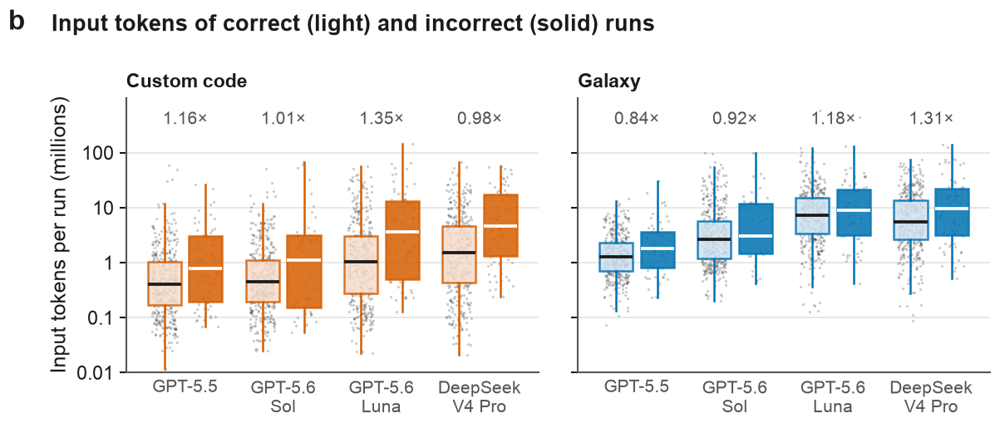 b Input tokens of correct (light) and incorrect (solid) runs
Custom code
Galaxy
1.16× 1.01× 1.35× 0.98×
0.84× 0.92× 1.18× 1.31×
Input tokens per run (millions)
100
10
1
0.1
0.01
GPT-5.5
GPT-5.6
Sol
GPT-5.6
Luna
DeepSeek
V4 Pro
GPT-5.5
GPT-5.6
Sol
GPT-5.6
Luna
DeepSeek
V4 Pro